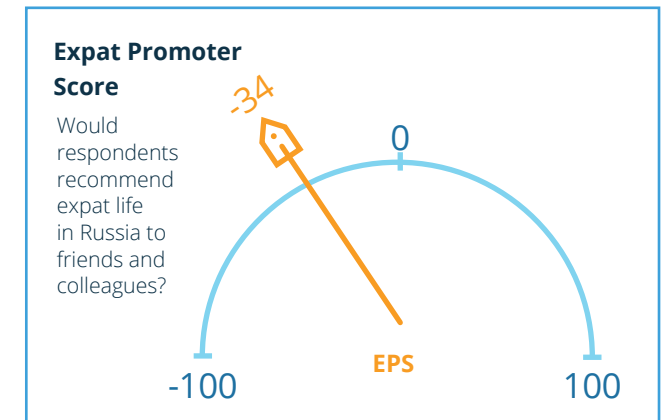 Expat Promoter
Score
Would
respondents
recommend
expat life
in Russia to
friends and
colleagues?
-34
0
EPS
-100
100